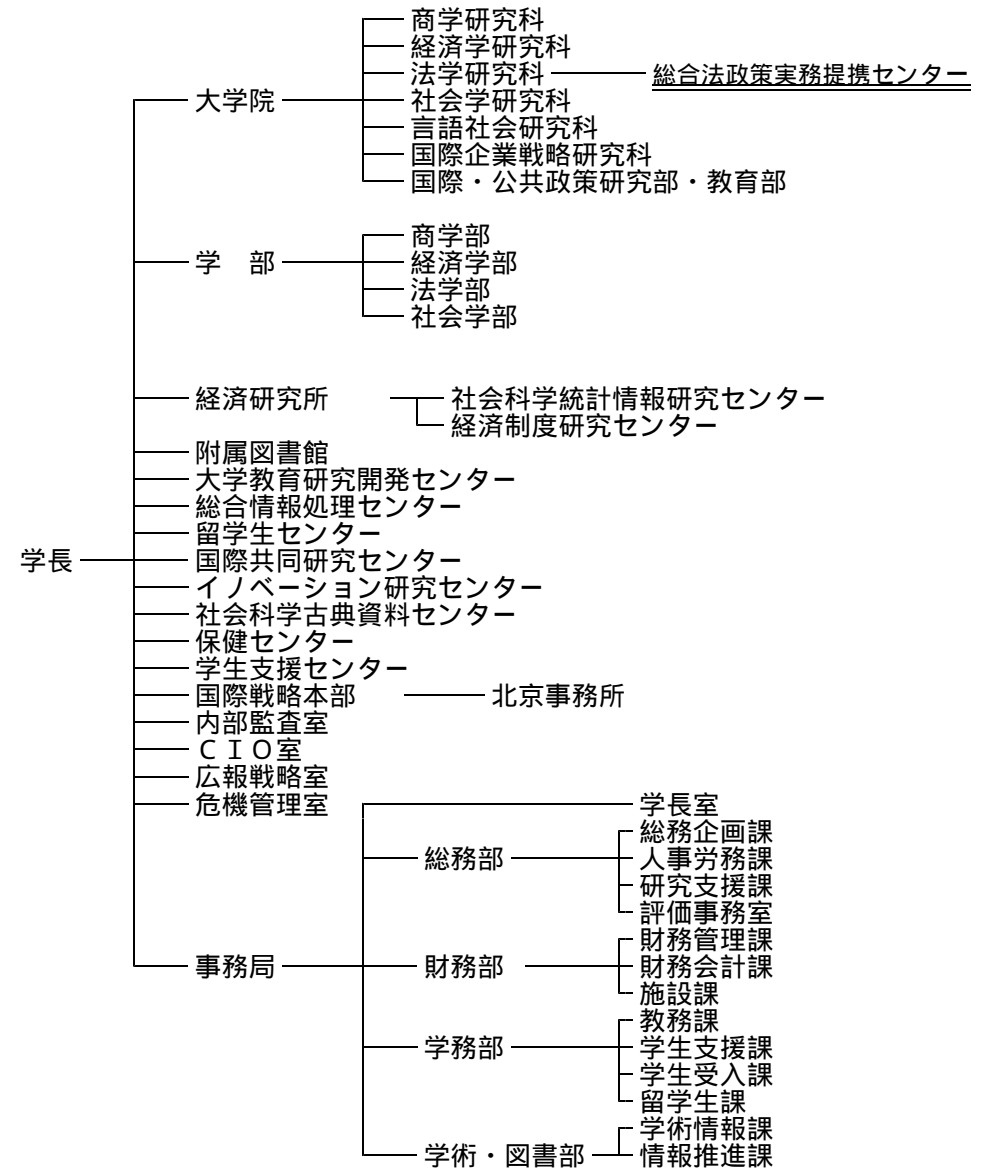 商学研究科
経済学研究科
法学研究科 総合法政策実務提携センター
大学院 社会学研究科
言語社会研究科
国際企業戦略研究科
国際・公共政策研究部・教育部
商学部
学　部 経済学部
法学部
社会学部
経済研究所 社会科学統計情報研究センター
経済制度研究センター
附属図書館
大学教育研究開発センター
総合情報処理センター
留学生センター
学長 国際共同研究センター
イノベーション研究センター
社会科学古典資料センター
保健センター
学生支援センター
国際戦略本部 北京事務所
内部監査室
ＣＩＯ室
広報戦略室
危機管理室 学長室
総務企画課
総務部 人事労務課
研究支援課
評価事務室
財務管理課
事務局 財務部 財務会計課
施設課
教務課
学務部 学生支援課
学生受入課
留学生課
学術情報課
学術・図書部 情報推進課